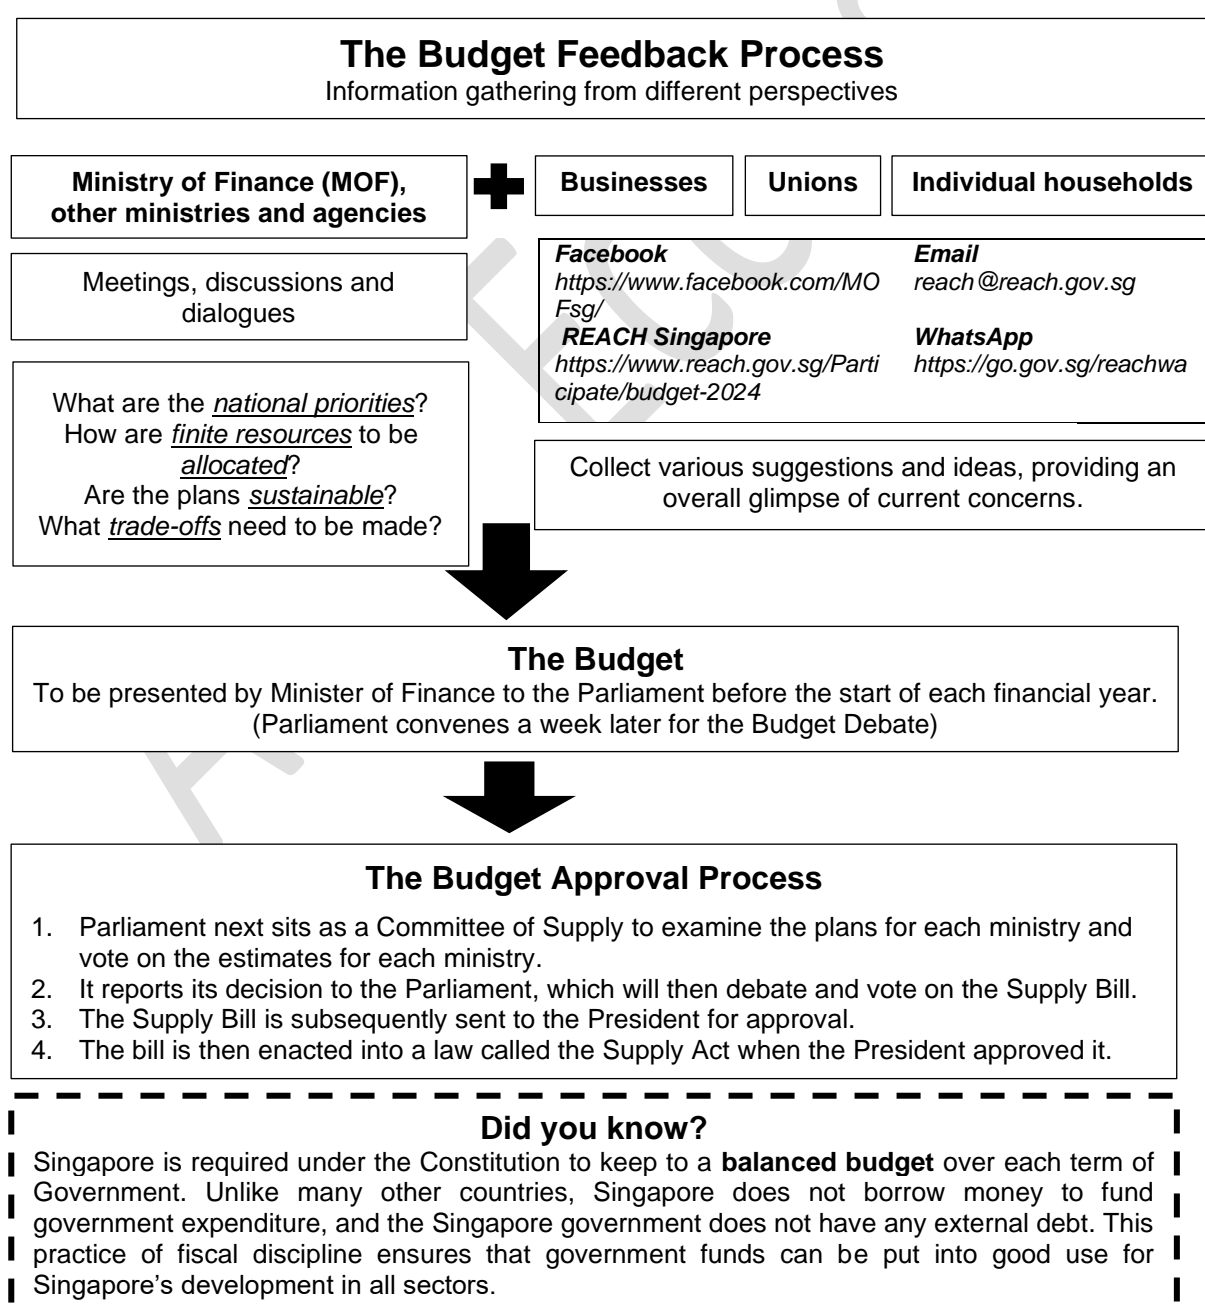 The Budget Feedback Process
Information gathering from different perspectives
Ministry of Finance (MOF),
other ministries and agencies
Meetings, discussions and
dialogues
What are the national priorities?
How are finite resources to be
allocated?
Are the plans sustainable?
What trade-offs need to be made?
Businesses
Unions
Individual households
Facebook
https://www.facebook.com/MO
Fsg/
REACH Singapore
https://www.reach.gov.sg/Parti
cipate/budget-2024
Email
reach@reach.gov.sg
WhatsApp
https://go.gov.sg/reachwa
Collect various suggestions and ideas, providing an
overall glimpse of current concerns.
The Budget
To be presented by Minister of Finance to the Parliament before the start of each financial year.
(Parliament convenes a week later for the Budget Debate)
The Budget Approval Process
1. Parliament next sits as a Committee of Supply to examine the plans for each ministry and
vote on the estimates for each ministry.
2. It reports its decision to the Parliament, which will then debate and vote on the Supply Bill.
3. The Supply Bill is subsequently sent to the President for approval.
4. The bill is then enacted into a law called the Supply Act when the President approved it.
Did you know?
Singapore is required under the Constitution to keep to a balanced budget over each term of
Government. Unlike many other countries, Singapore does not borrow money to fund
government expenditure, and the Singapore government does not have any external debt. This
practice of fiscal discipline ensures that government funds can be put into good use for
Singapore's development in all sectors.